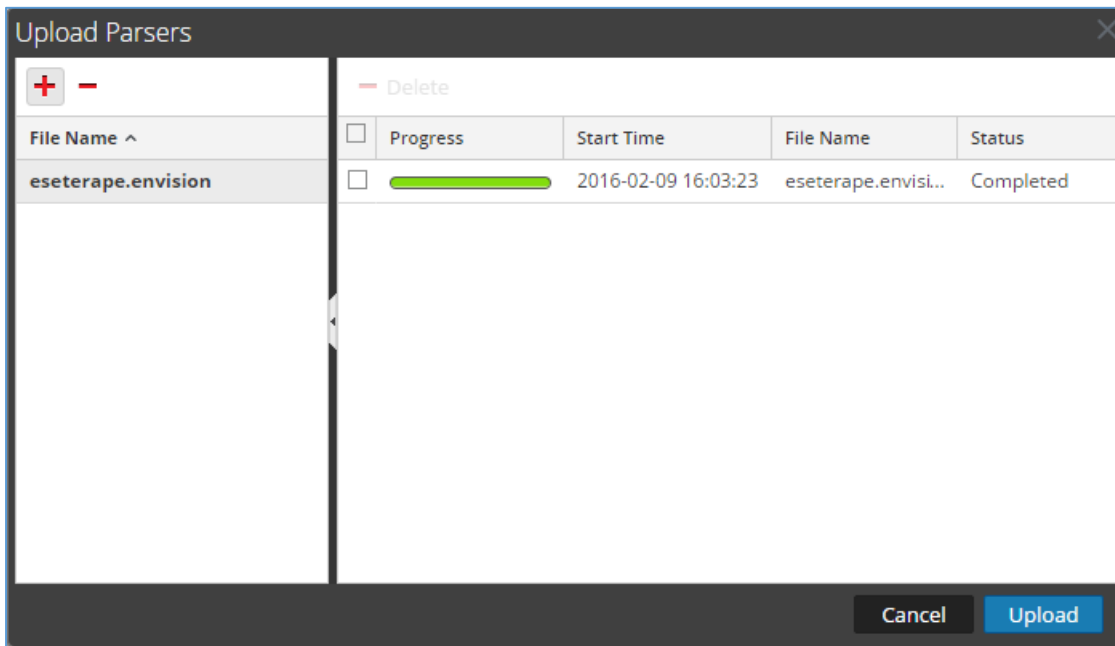 Upload Parsers
Delete
File Name Progress Start Time File Name Status
eseterape.envision 2016-02-09 16:03:23 eseterape.envisi... Completed
Cancel Upload